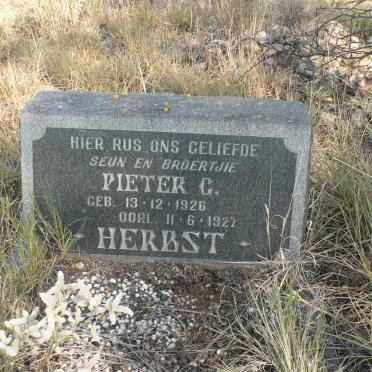 HIER RUS ONS GELIEFDE
SEUN EN BROERTJIE
PIETER G.
GEB. 13·12·1926
OORL. 11·6·1927
HERBST